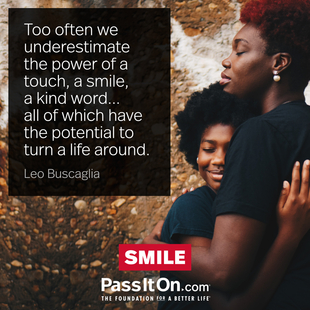 Too often we
underestimate
the power of a
touch, a smile,
a kind word...
all of which have
the potential to
turn a life around.
Leo Buscaglia
SMILE
PassItOn.com®
THE FOUNDATION FOR A BETTER LIFE®